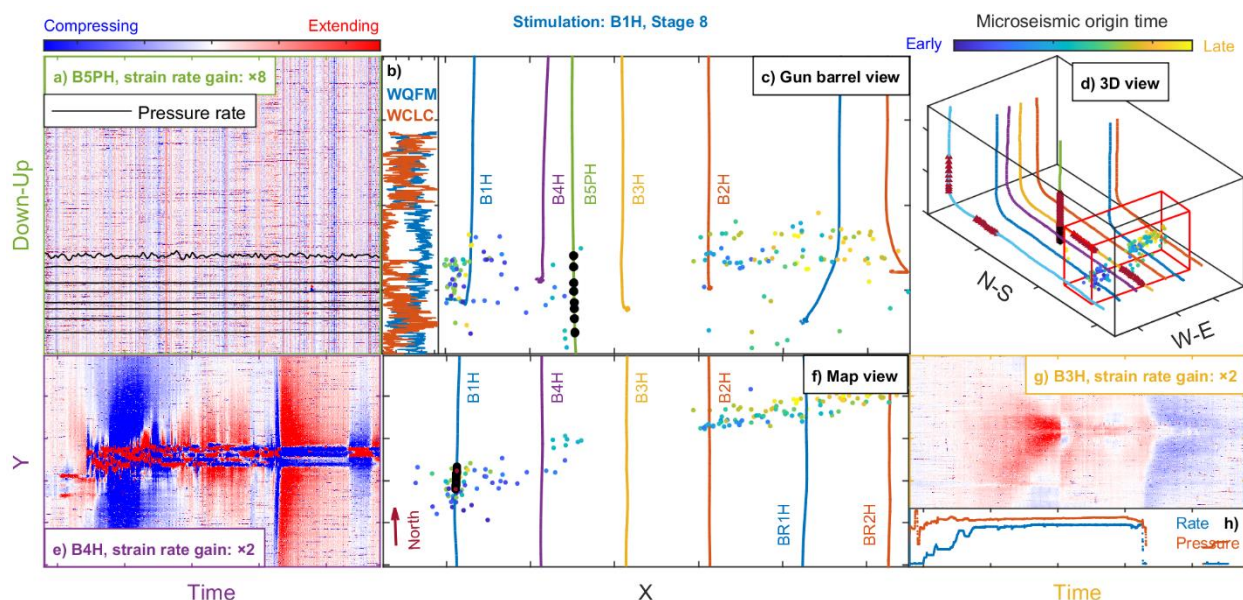 Stimulation: B1H, Stage 8
Compressing
Extending
Microseismic origin time
Early
Late
a) B5PH, strain rate gain: ×8
Pressure rate
Down-Up
b)
WQFM
WCLC
c) Gun barrel view
B1H
B4H
B5PH
B3H
B2H
d) 3D view
N-S
W-E
e) B4H, strain rate gain: ×2
Y
Time
f) Map view
B1H
B4H
B3H
B2H
BR1H
BR2H
North
X
g) B3H, strain rate gain: ×2
Rate
h)
Pressure
Time